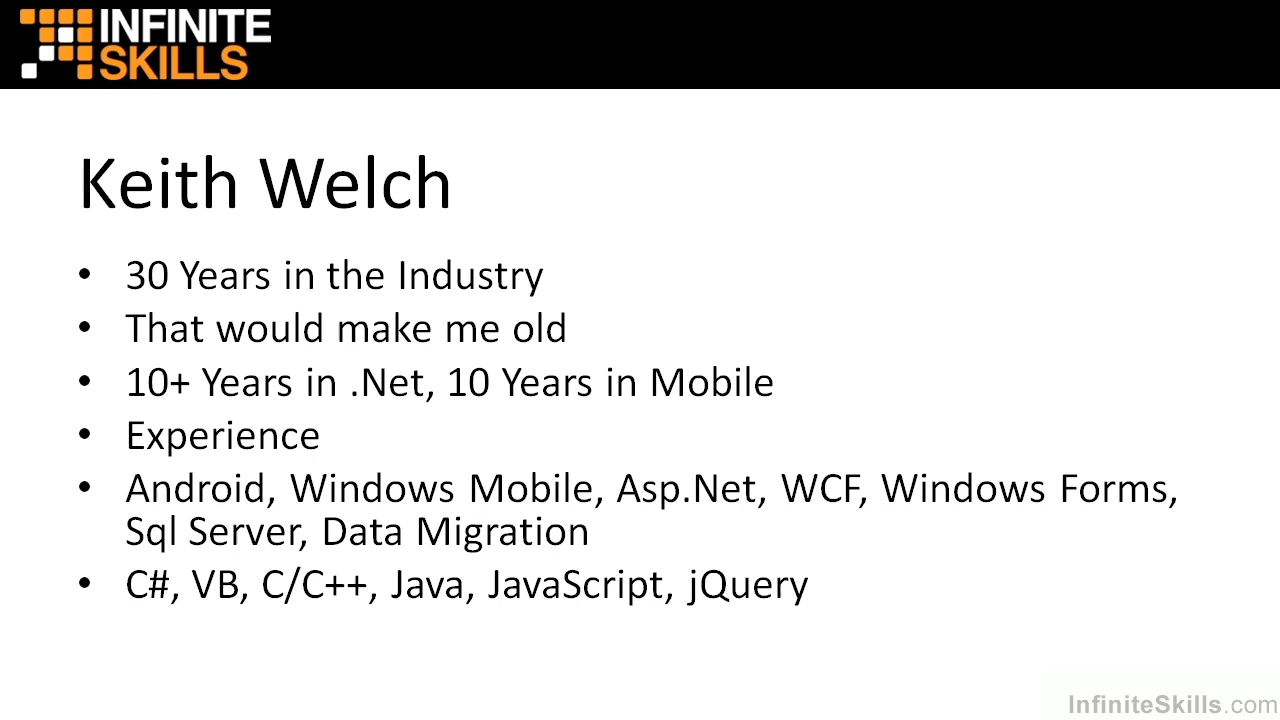 INFINITE
SKILLS
Keith Welch
• 30 Years in the Industry
• That would make me old
• 10+ Years in .Net, 10 Years in Mobile
• Experience
• Android, Windows Mobile, Asp.Net, WCF, Windows Forms,
Sql Server, Data Migration
• C#, VB, C/C++, Java, JavaScript, jQuery
InfiniteSkills.com